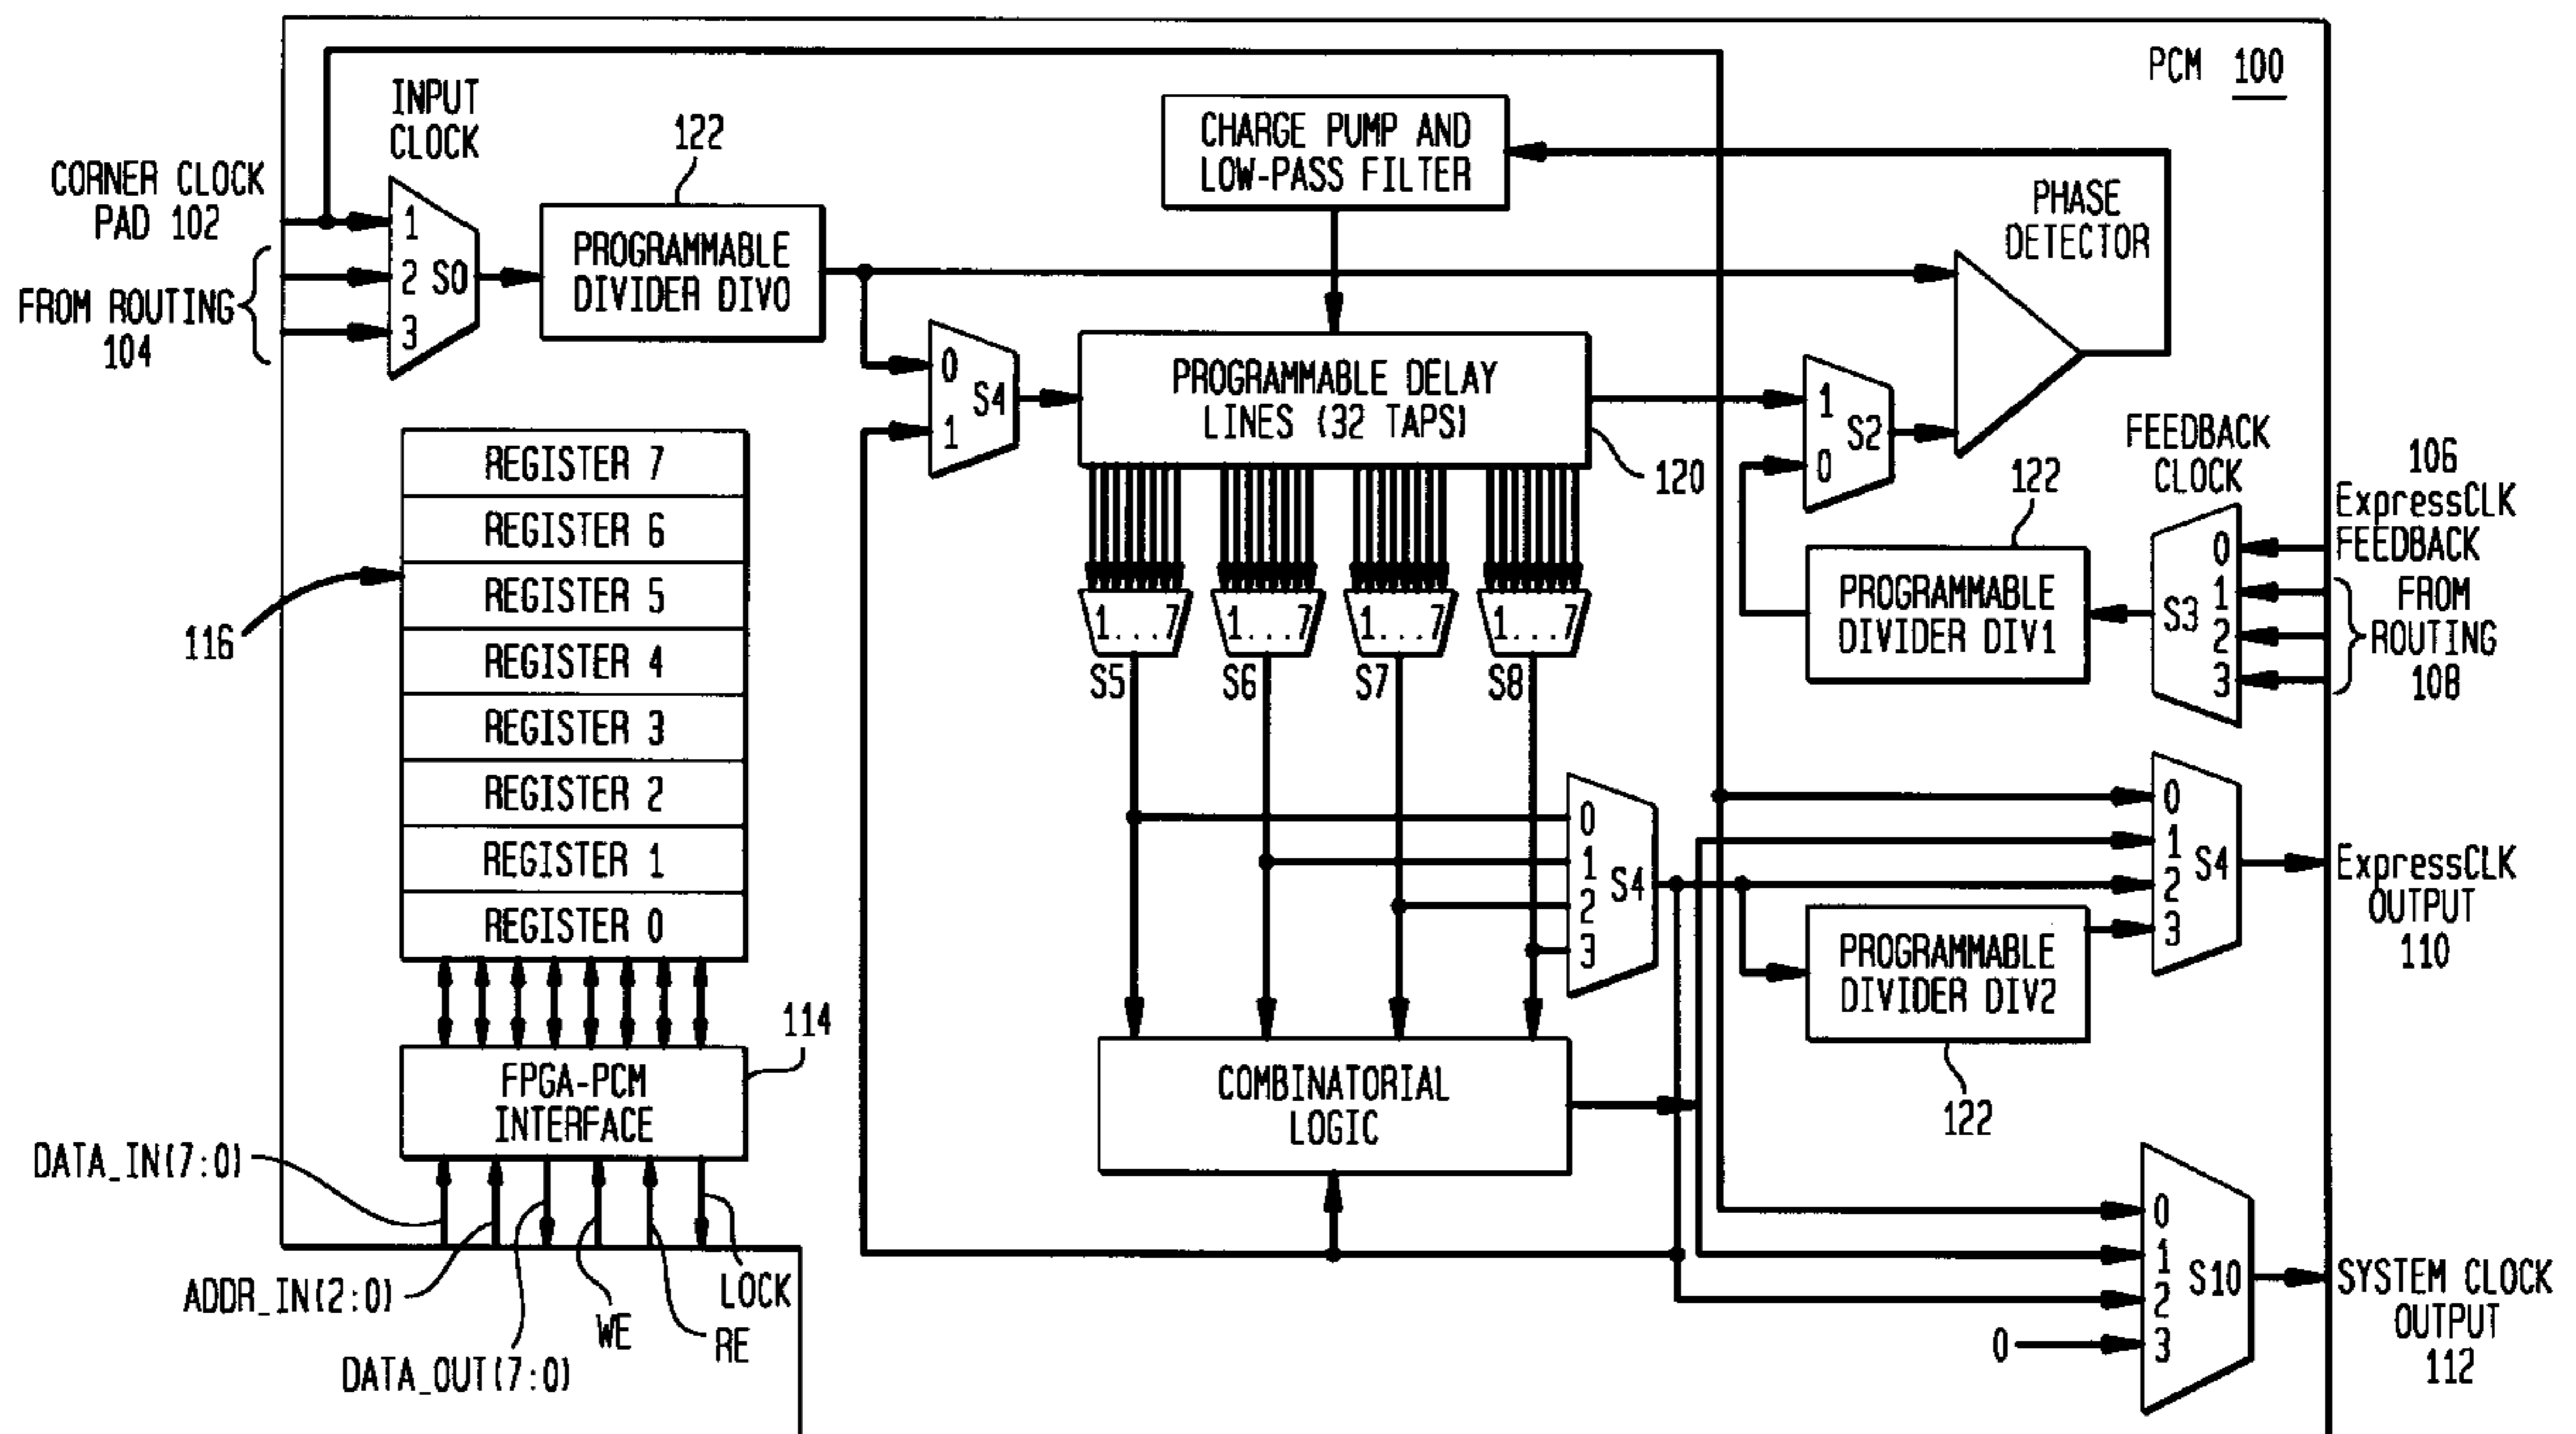 PCM 100
INPUT
CLOCK
122
CORNER CLOCK
PAD 102
FROM ROUTING
104
1
2
3
S0
PROGRAMMABLE
DIVIDER DIV0
CHARGE PUMP AND
LOW-PASS FILTER
PHASE
DETECTOR
0
1
S4
PROGRAMMABLE DELAY
LINES (32 TAPS)
120
1
0
S2
FEEDBACK
CLOCK
122
PROGRAMMABLE
DIVIDER DIV1
0
1
2
3
S3
106
ExpressCLK
FEEDBACK
FROM
ROUTING
108
REGISTER 7
REGISTER 6
REGISTER 5
REGISTER 4
REGISTER 3
REGISTER 2
REGISTER 1
REGISTER 0
116
1...7
1...7
1...7
1...7
S5
S6
S7
S8
0
1
2
3
S4
0
1
2
3
S4
ExpressCLK
OUTPUT
110
PROGRAMMABLE
DIVIDER DIV2
122
COMBINATORIAL
LOGIC
FPGA-PCM
INTERFACE
114
DATA_IN(7:0)
ADDR_IN(2:0)
DATA_OUT(7:0)
WE
RE
LOCK
0
0
1
2
3
S10
SYSTEM CLOCK
OUTPUT
112